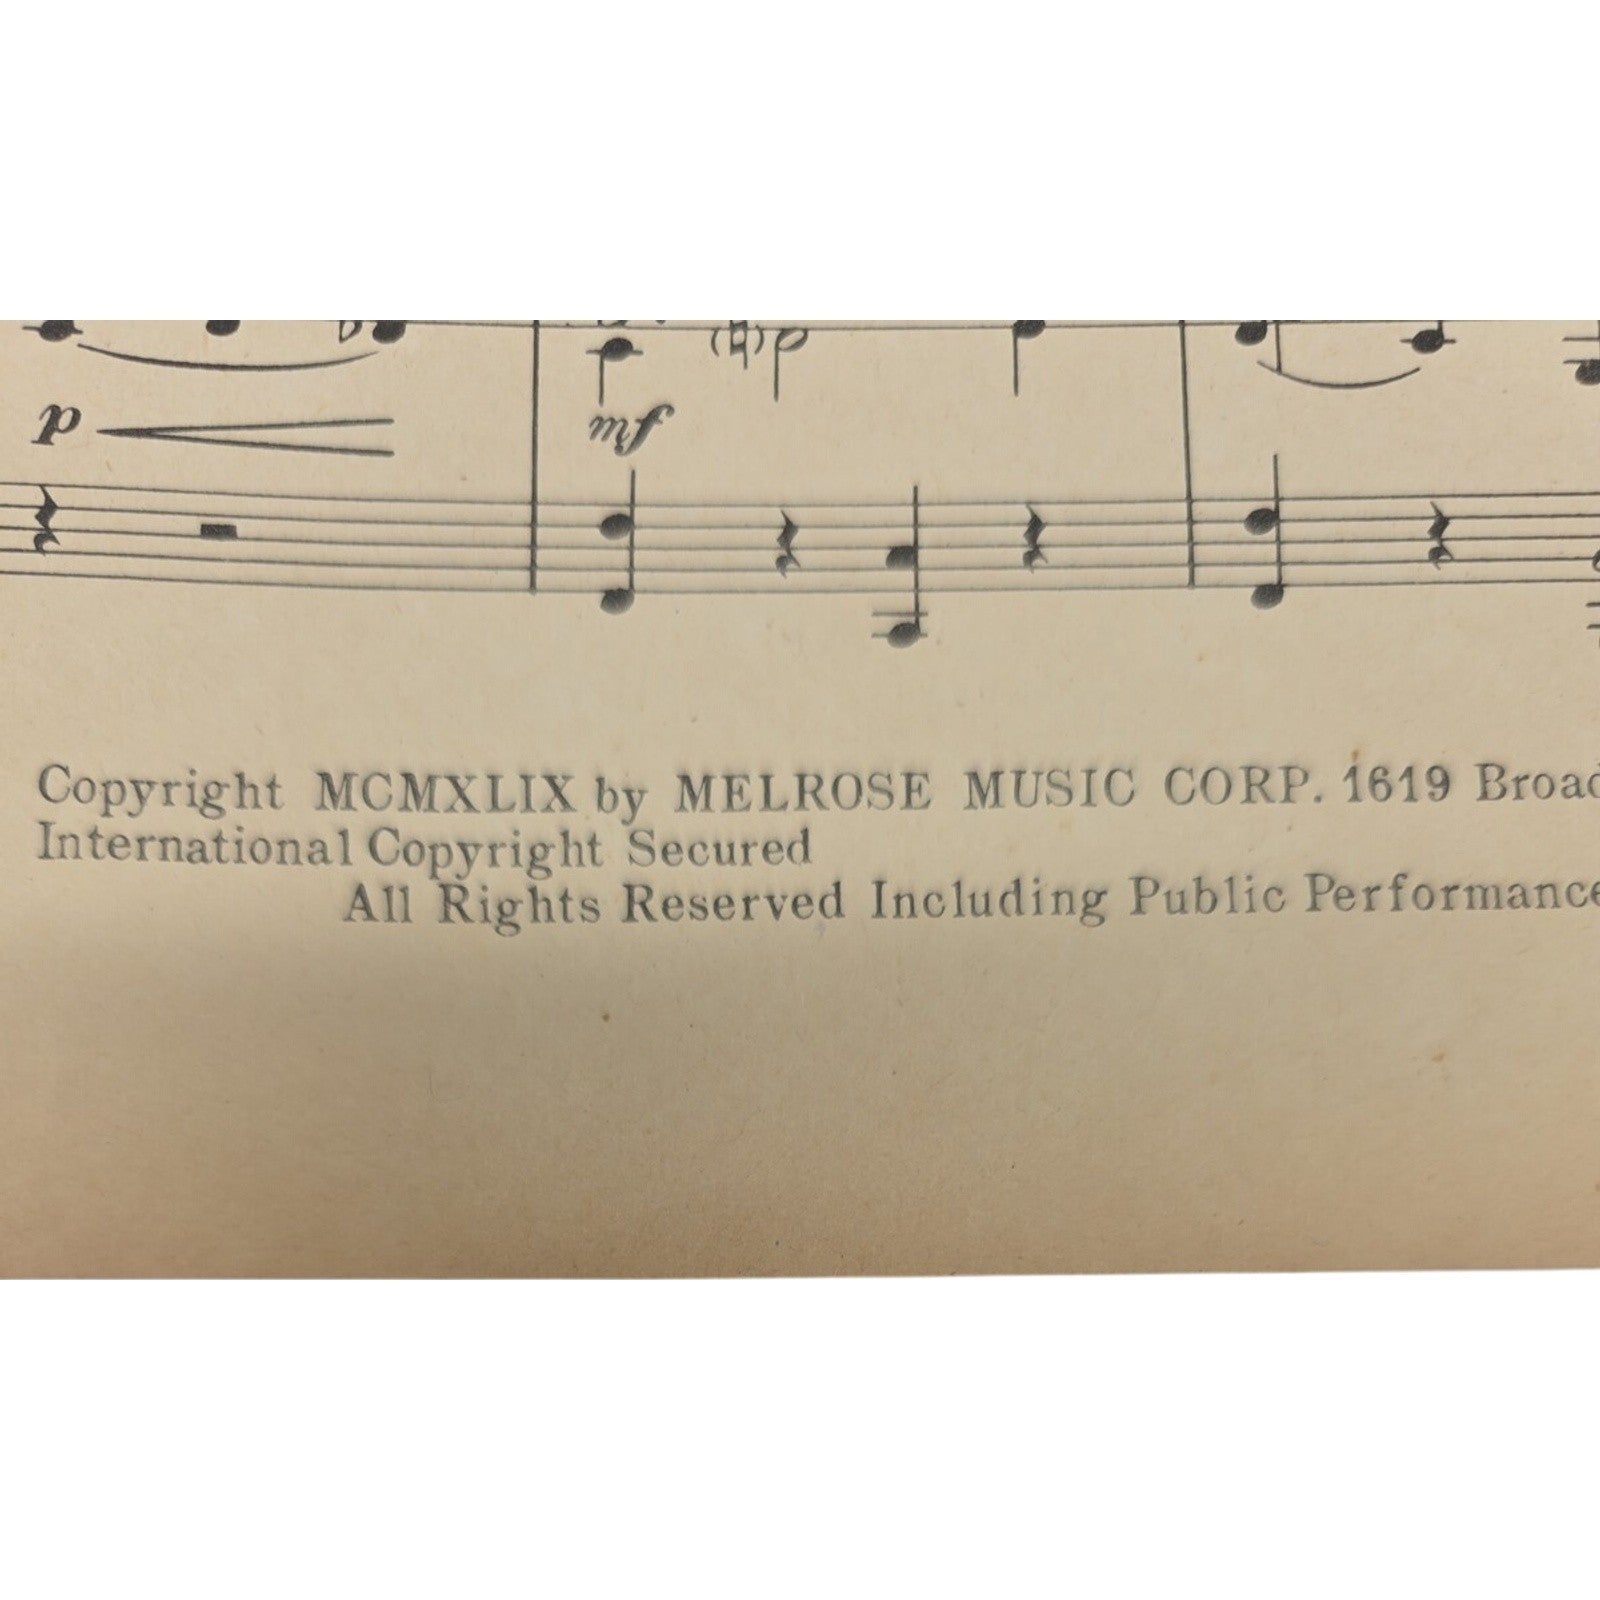 p
mf
Copyright MCMXLIX by MELROSE MUSIC CORP. 1619 Broad
International Copyright Secured
All Rights Reserved Including Public Performance